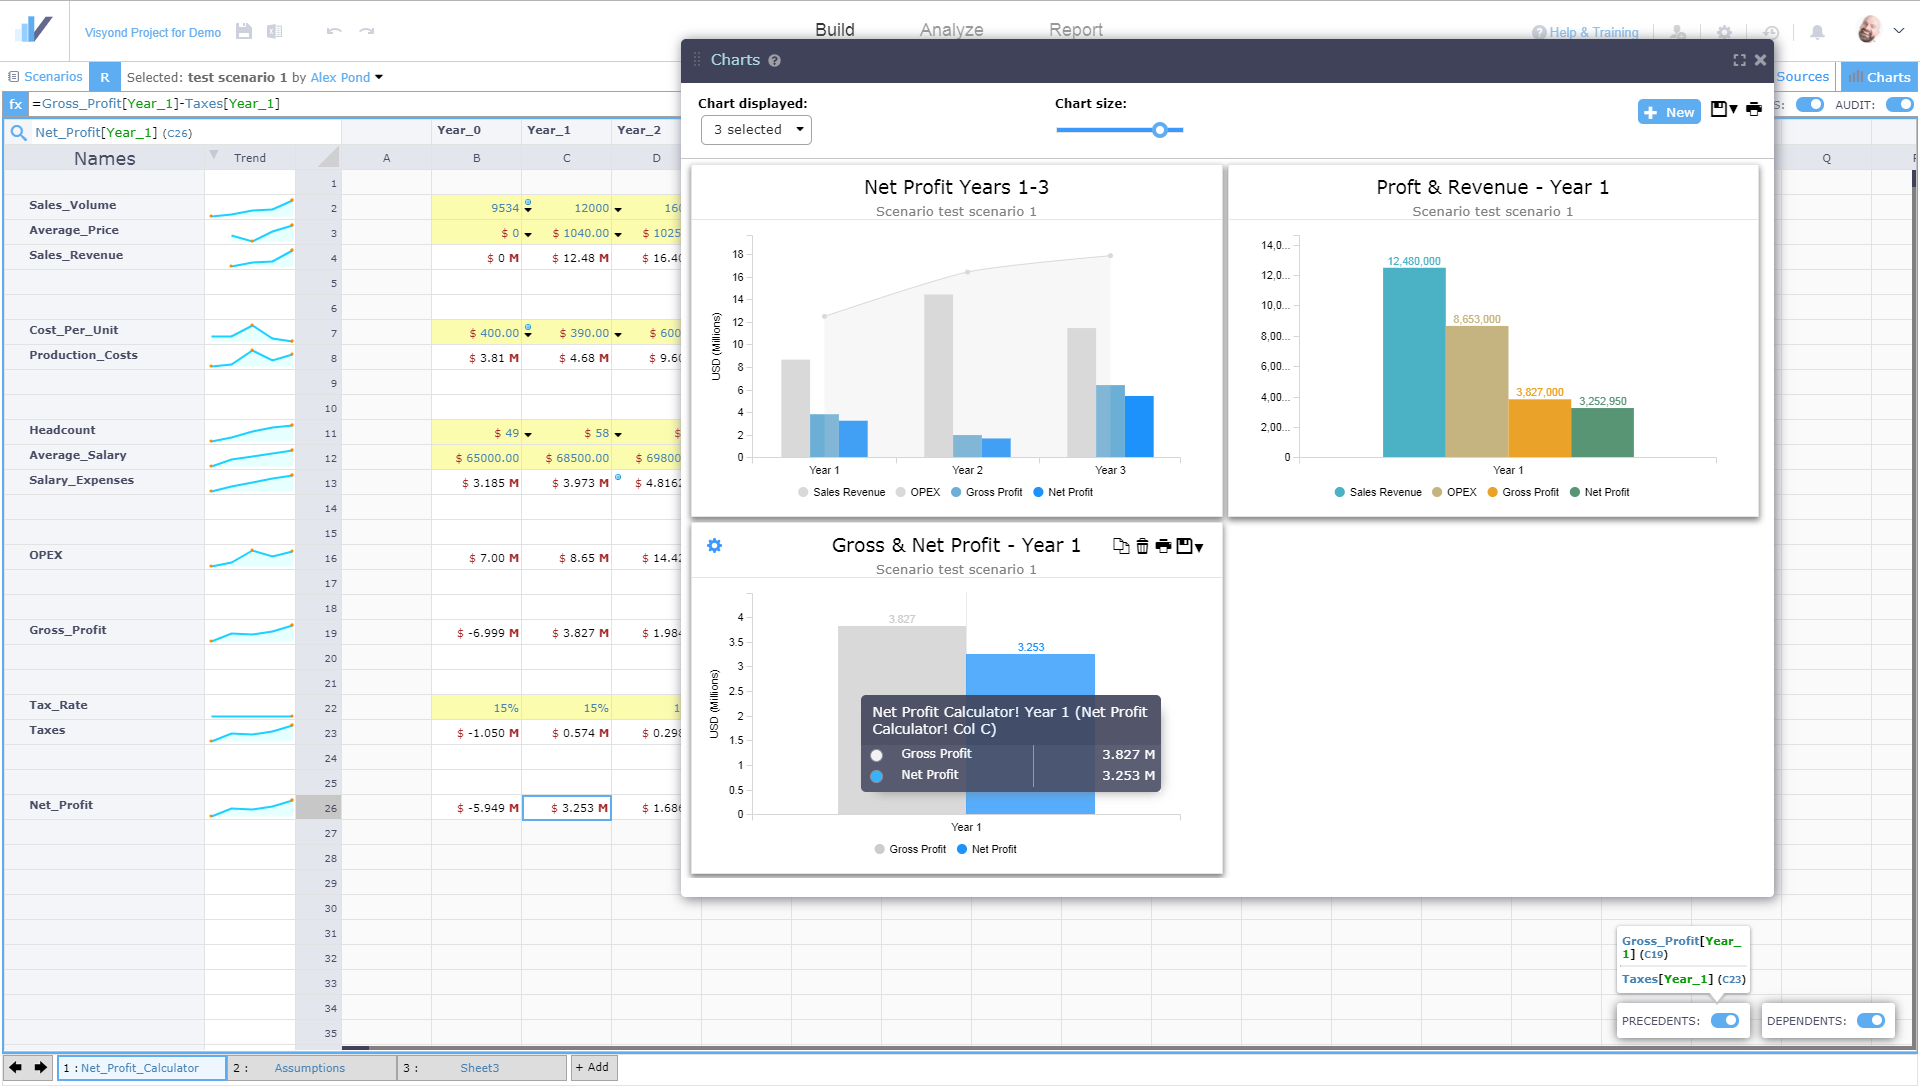 Visyond Project for Demo
Build
Analyze
Report
Help & Training
Scenarios
R
Selected: test scenario 1 by Alex Pond
Sources
Charts
fx
=Gross_Profit[Year_1]-Taxes[Year_1]
S:
AUDIT:
Net_Profit[Year_1] (C26)
Year_0
Year_1
Year_2
Names
Trend
A
B
C
D
Q
1
Sales_Volume
2
9534
12000
160
Average_Price
3
$ 0
$ 1040.00
$ 1025
Sales_Revenue
4
$ 0 M
$ 12.48 M
$ 16.40
5
6
Cost_Per_Unit
7
$ 400.00
$ 390.00
$ 600
Production_Costs
8
$ 3.81 M
$ 4.68 M
$ 9.60
9
10
Headcount
11
$ 49
$ 58
$
Average_Salary
12
$ 65000.00
$ 68500.00
$ 69800
Salary_Expenses
13
$ 3.185 M
$ 3.973 M
$ 4.816
14
15
OPEX
16
$ 7.00 M
$ 8.65 M
$ 14.42
17
18
Gross_Profit
19
$ -6.999 M
$ 3.827 M
$ 1.984
20
21
Tax_Rate
22
15%
15%
1
Taxes
23
$ -1.050 M
$ 0.574 M
$ 0.298
24
25
Net_Profit
26
$ -5.949 M
$ 3.253 M
$ 1.686
27
28
29
30
31
32
33
34
35
Charts
Chart displayed:
3 selected
Chart size:
+ New
Net Profit Years 1-3
Scenario test scenario 1
USD (Millions)
18
16
14
12
10
8
6
4
2
0
Year 1
Year 2
Year 3
Sales Revenue
OPEX
Gross Profit
Net Profit
Proft & Revenue - Year 1
Scenario test scenario 1
14,0...
12,0...
10,0...
8,00...
6,00...
4,00...
2,00...
0
12,480,000
8,653,000
3,827,000
3,252,950
Year 1
Sales Revenue
OPEX
Gross Profit
Net Profit
Gross & Net Profit - Year 1
Scenario test scenario 1
USD (Millions)
4
3.5
3
2.5
2
1.5
1
0.5
0
3.827
3.253
Net Profit Calculator! Year 1 (Net Profit
Calculator! Col C)
Gross Profit
3.827 M
Net Profit
3.253 M
Year 1
Gross Profit
Net Profit
Gross_Profit[Year_
1] (C19)
Taxes[Year_1] (C23)
PRECEDENTS:
DEPENDENTS:
1 : Net_Profit_Calculator
2 : Assumptions
3 : Sheet3
+ Add